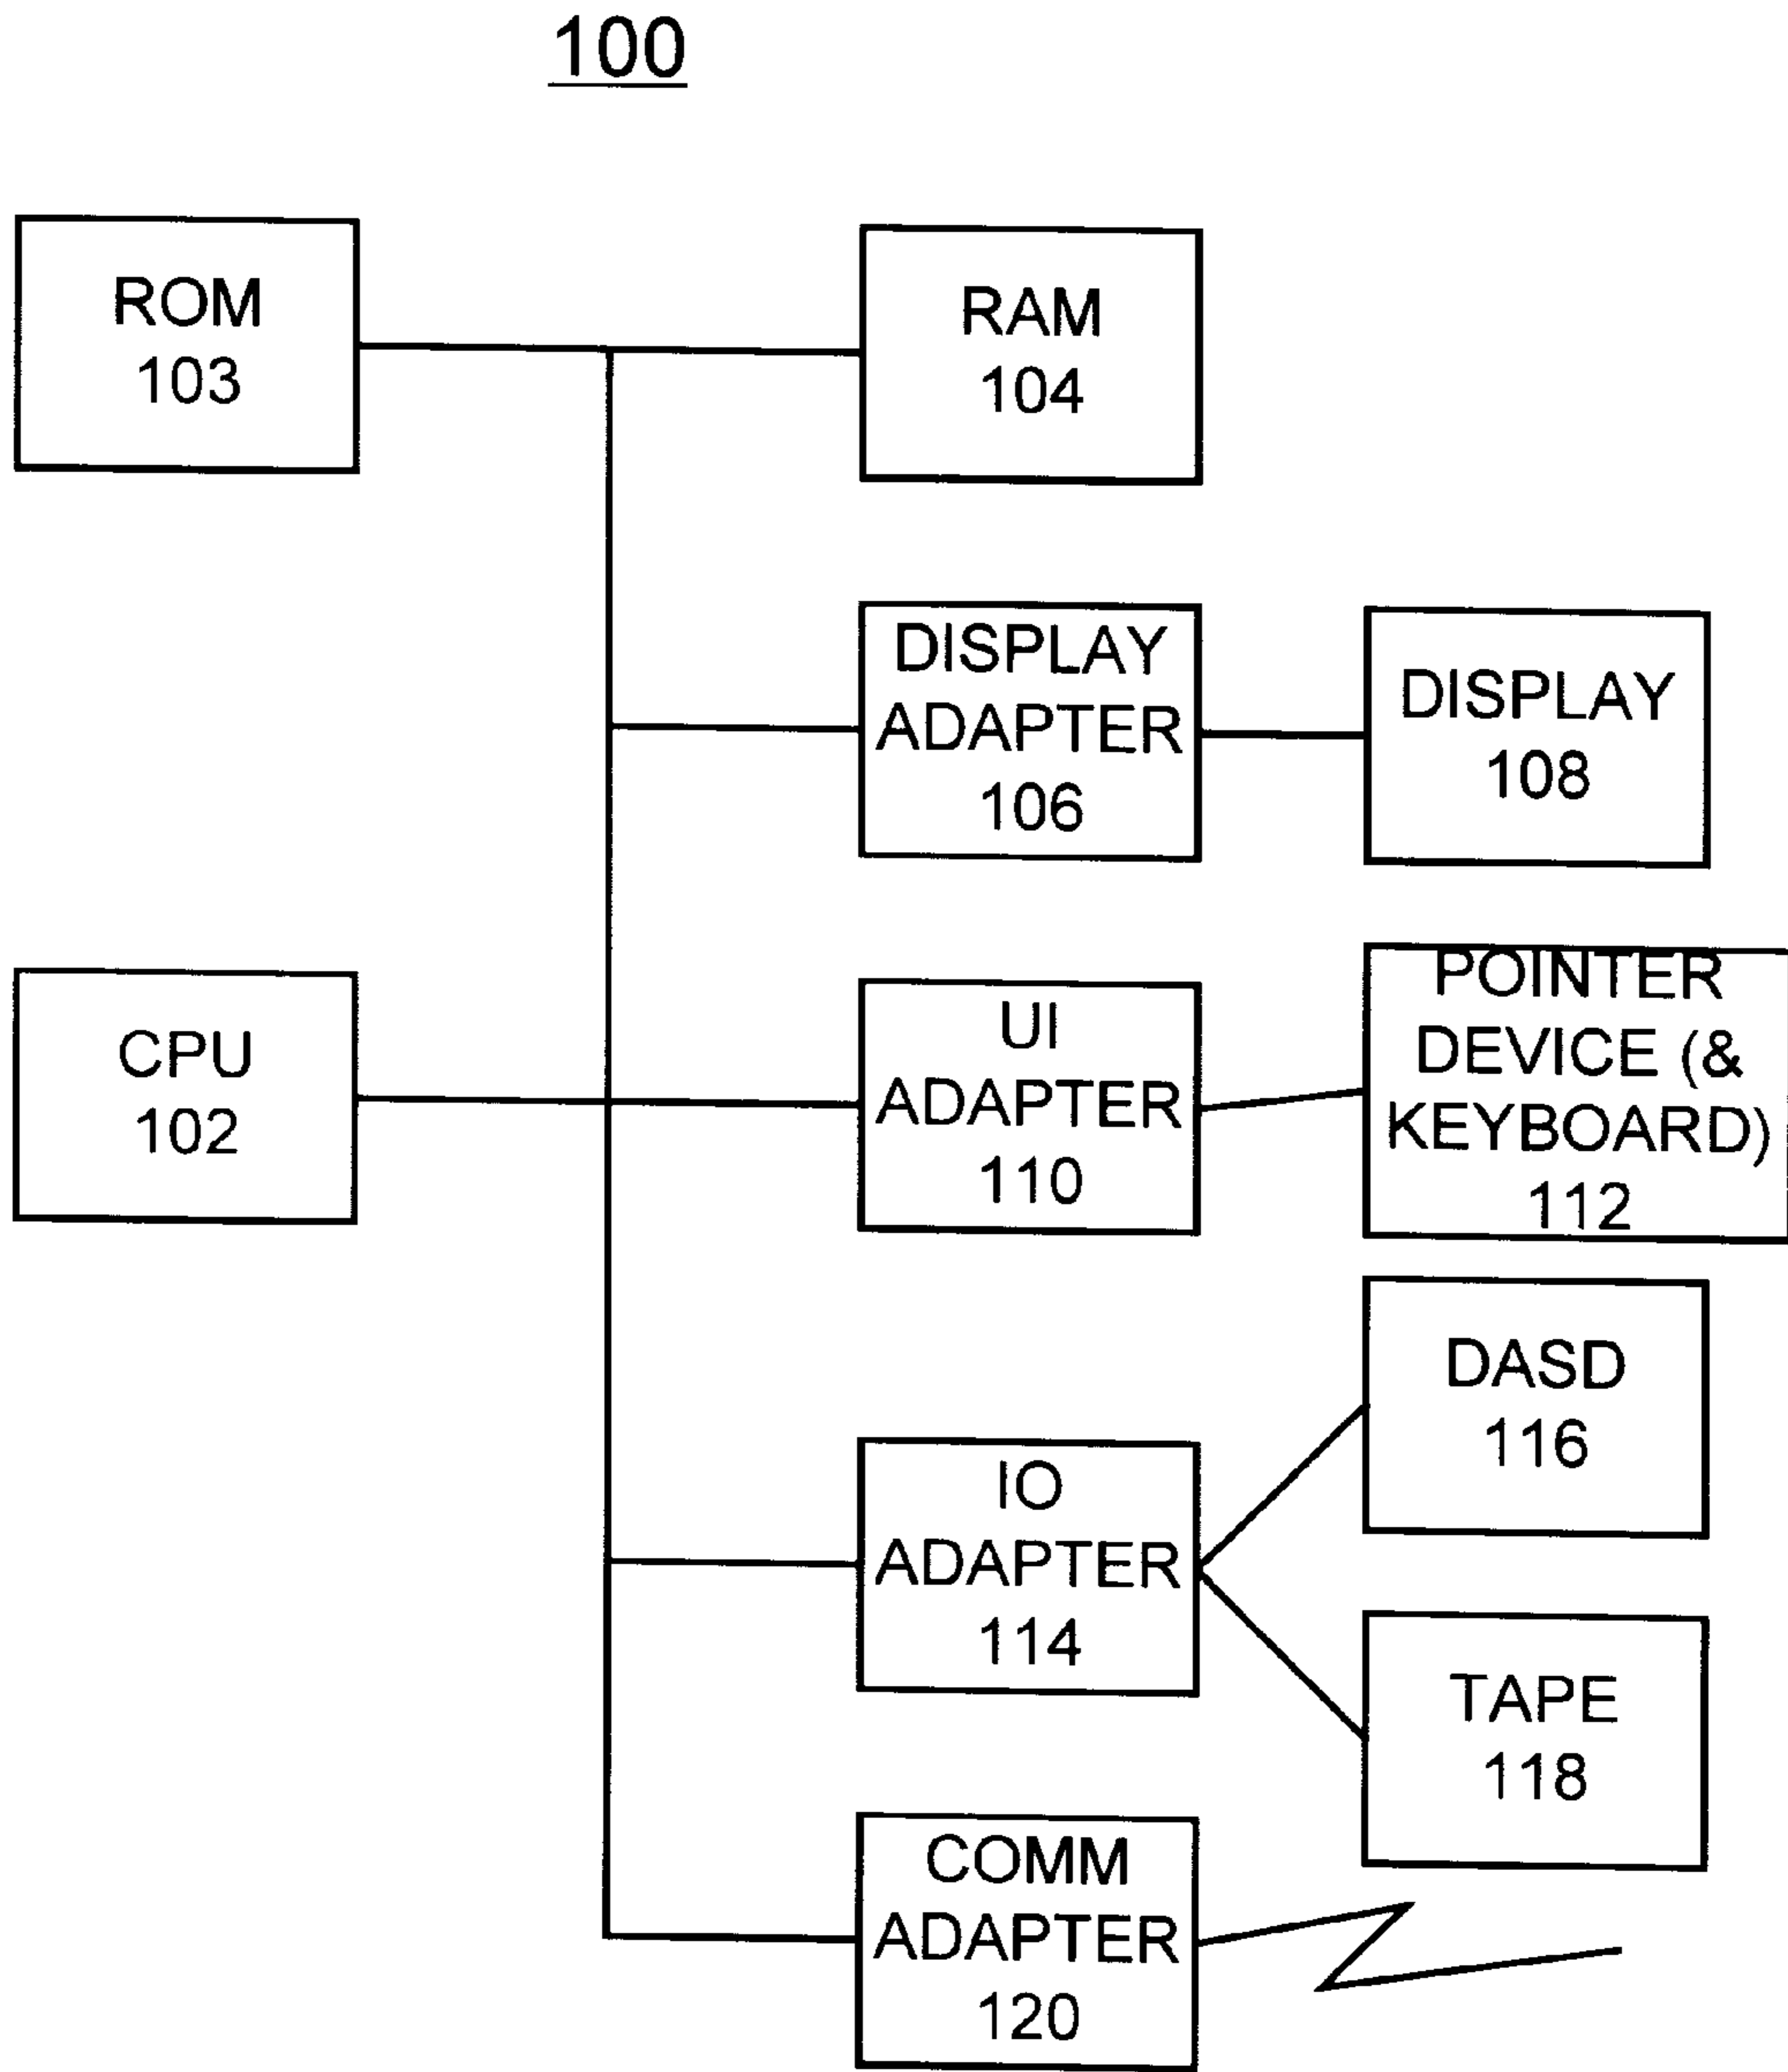 100
ROM
103
RAM
104
DISPLAY
ADAPTER
106
DISPLAY
108
CPU
102
UI
ADAPTER
110
POINTER
DEVICE (&
KEYBOARD)
112
DASD
116
IO
ADAPTER
114
TAPE
118
COMM
ADAPTER
120